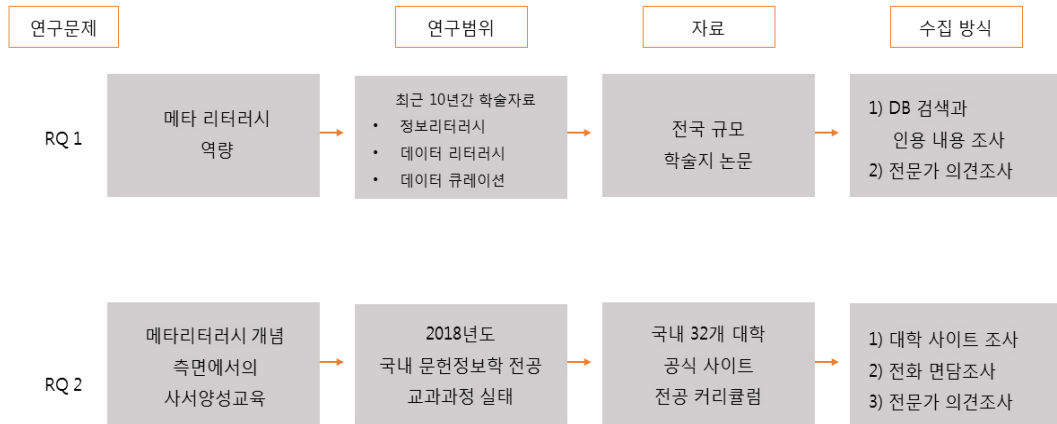 연구문제
연구범위
자료
수집 방식
RQ 1
메타 리터러시
역량
최근 10년간 학술자료
• 정보리터러시
• 데이터 리터러시
• 데이터 큐레이션
전국 규모
학술지 논문
1) DB 검색과
인용 내용 조사
2) 전문가 의견조사
RQ 2
메타리터러시 개념
측면에서의
사서양성교육
2018년도
국내 문헌정보학 전공
교과과정 실태
국내 32개 대학
공식 사이트
전공 커리큘럼
1) 대학 사이트 조사
2) 전화 면담조사
3) 전문가 의견조사